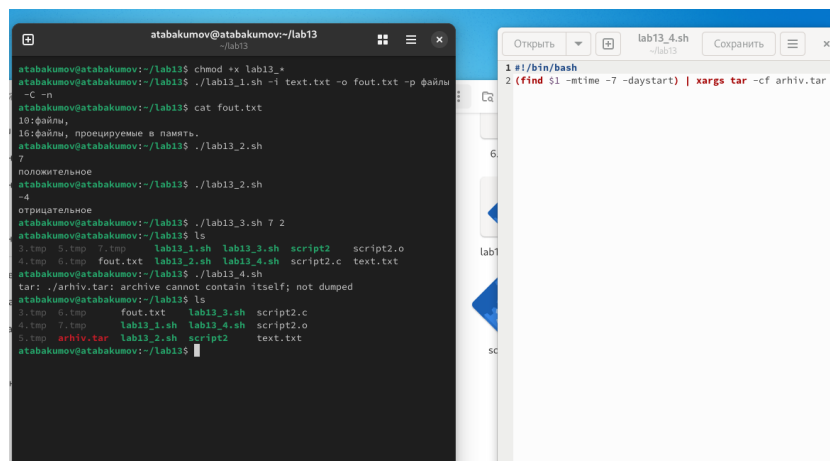 atabakumov@atabakumov:~/lab13
~/lab13
atabakumov@atabakumov:~/lab13$ chmod +x lab13_*
atabakumov@atabakumov:~/lab13$ ./lab13_1.sh -i text.txt -o fout.txt -p файлы
-C -n
atabakumov@atabakumov:~/lab13$ cat fout.txt
10:файлы,
16:файлы, проецируемые в память.
atabakumov@atabakumov:~/lab13$ ./lab13_2.sh
7
положительное
atabakumov@atabakumov:~/lab13$ ./lab13_2.sh
-4
отрицательное
atabakumov@atabakumov:~/lab13$ ./lab13_3.sh 7 2
atabakumov@atabakumov:~/lab13$ ls
3.tmp 5.tmp 7.tmp lab13_1.sh lab13_3.sh script2 script2.o
4.tmp 6.tmp fout.txt lab13_2.sh lab13_4.sh script2.c text.txt
atabakumov@atabakumov:~/lab13$ ./lab13_4.sh
tar: ./arhiv.tar: archive cannot contain itself; not dumped
atabakumov@atabakumov:~/lab13$ ls
3.tmp 6.tmp fout.txt lab13_3.sh script2.c
4.tmp 7.tmp lab13_1.sh lab13_4.sh script2.o
5.tmp arhiv.tar lab13_2.sh script2 text.txt
atabakumov@atabakumov:~/lab13$
6.
lab1
sc
Открыть
lab13_4.sh
~/lab13
Сохранить
1 #!/bin/bash
2 (find $1 -mtime -7 -daystart) | xargs tar -cf arhiv.tar